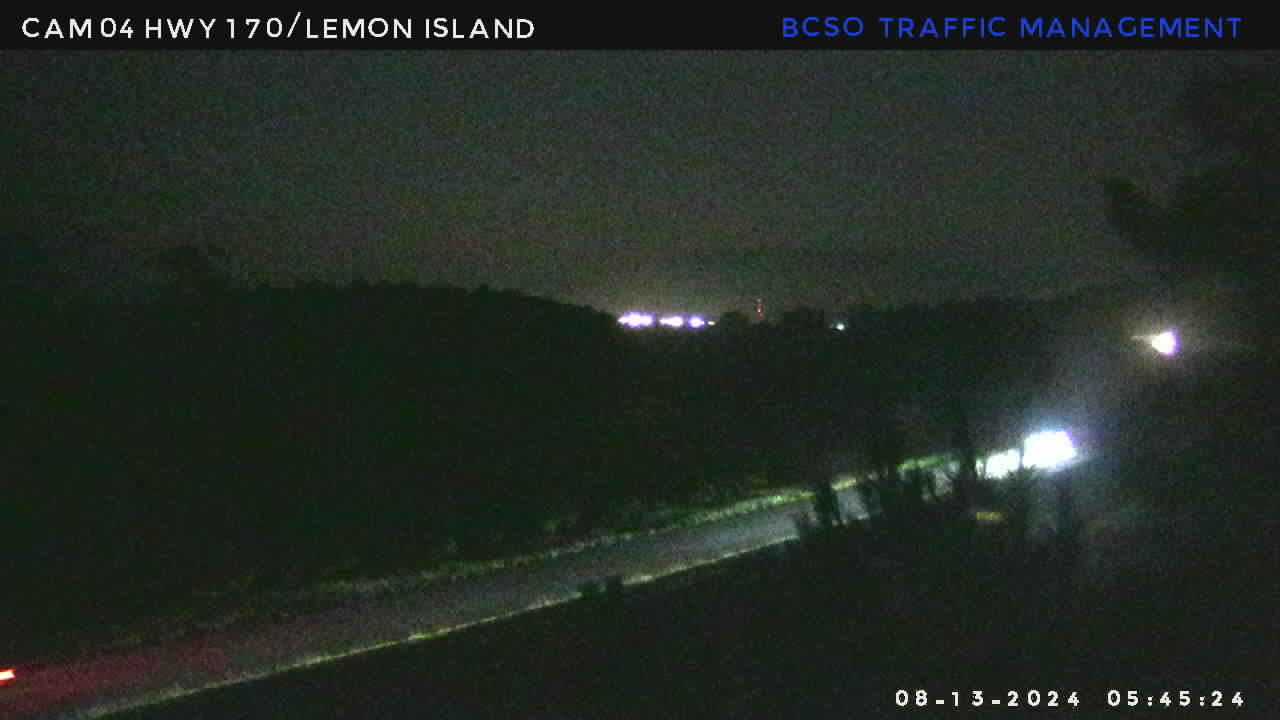 CAM04 HWY 170/LEMON ISLAND
BCSO TRAFFIC MANAGEMENT
08-13-2024 05:45:24